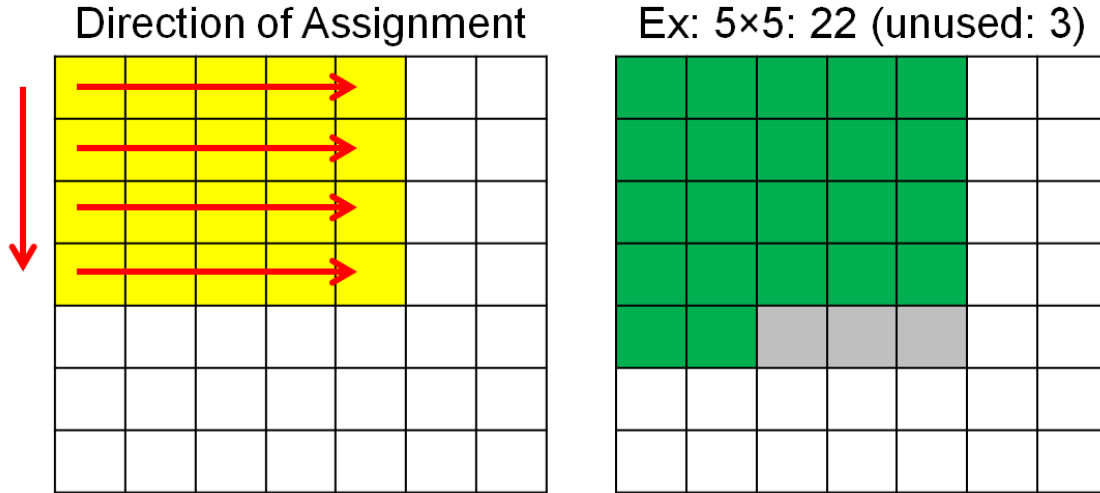 Direction of Assignment
Ex: 5×5: 22 (unused: 3)